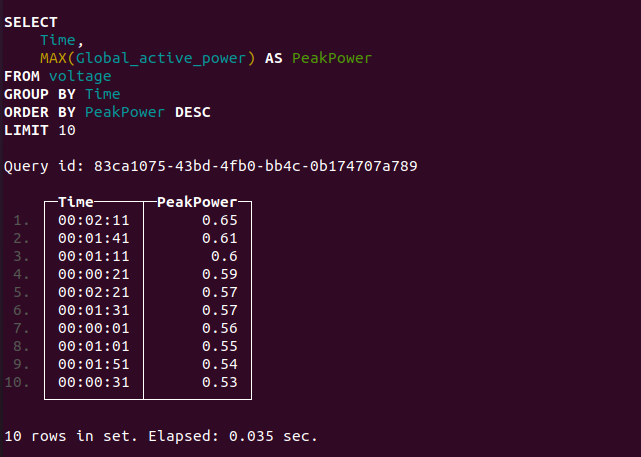 SELECT
    Time,
    MAX(Global_active_power) AS PeakPower
FROM voltage
GROUP BY Time
ORDER BY PeakPower DESC
LIMIT 10
Query id: 83ca1075-43bd-4fb0-bb4c-0b174707a789
Time PeakPower
1. 00:02:11 0.65
2. 00:01:41 0.61
3. 00:01:11 0.6
4. 00:00:21 0.59
5. 00:02:21 0.57
6. 00:01:31 0.57
7. 00:00:01 0.56
8. 00:01:01 0.55
9. 00:01:51 0.54
10. 00:00:31 0.53
10 rows in set. Elapsed: 0.035 sec.